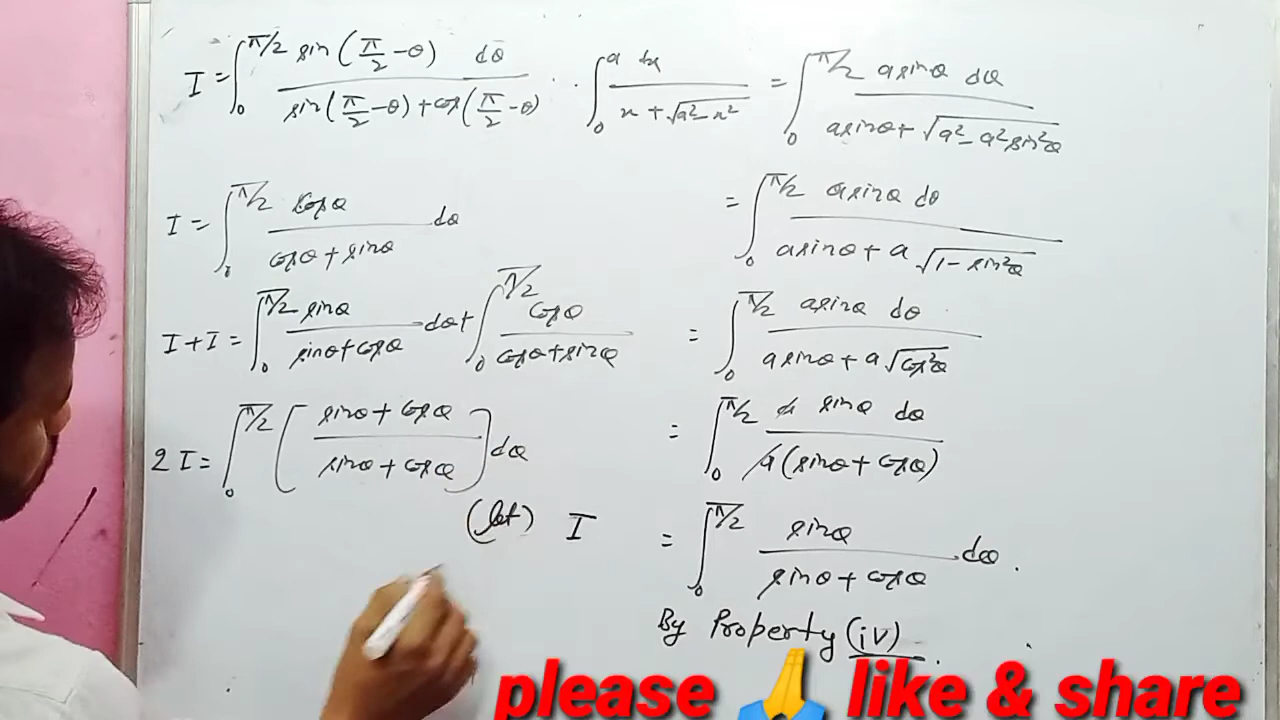 I = ∫₀^π/2 sin(π/2 − θ) dθ / sin(π/2 − θ) + cos(π/2 − θ)
I = ∫₀^π/2 cosθ / cosθ + sinθ dθ
I + I = ∫₀^π/2 sinθ / sinθ + cosθ dθ + ∫₀^π/2 cosθ / cosθ + sinθ
2I = ∫₀^π/2 [ sinθ + cosθ / sinθ + cosθ ] dθ
∫₀^a dx / x + √a² − x² = ∫₀^π/2 a sinθ dθ / a sinθ + √a² − a² sin²θ
= ∫₀^π/2 a sinθ dθ / a sinθ + a √1 − sin²θ
= ∫₀^π/2 a sinθ dθ / a sinθ + a √cos²θ
= ∫₀^π/2 a sinθ dθ / a (sinθ + cosθ)
(let) I = ∫₀^π/2 sinθ / sinθ + cosθ dθ.
By Property (iv).
please 🙏 like & share